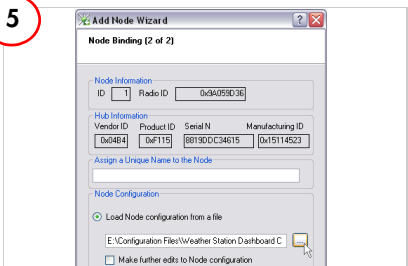 5
Add Node Wizard
Node Binding (2 of 2)
Node Information
ID 1 Radio ID 0x9A059D36
Hub Information
Vendor ID Product ID Serial N Manufacturing ID
0x04B4 0xF115 8819DDC34615 0x15114523
Assign a Unique Name to the Node
Node Configuration
Load Node configuration from a file
E:\Configuration Files\Weather Station Dashboard C ...
Make further edits to Node configuration